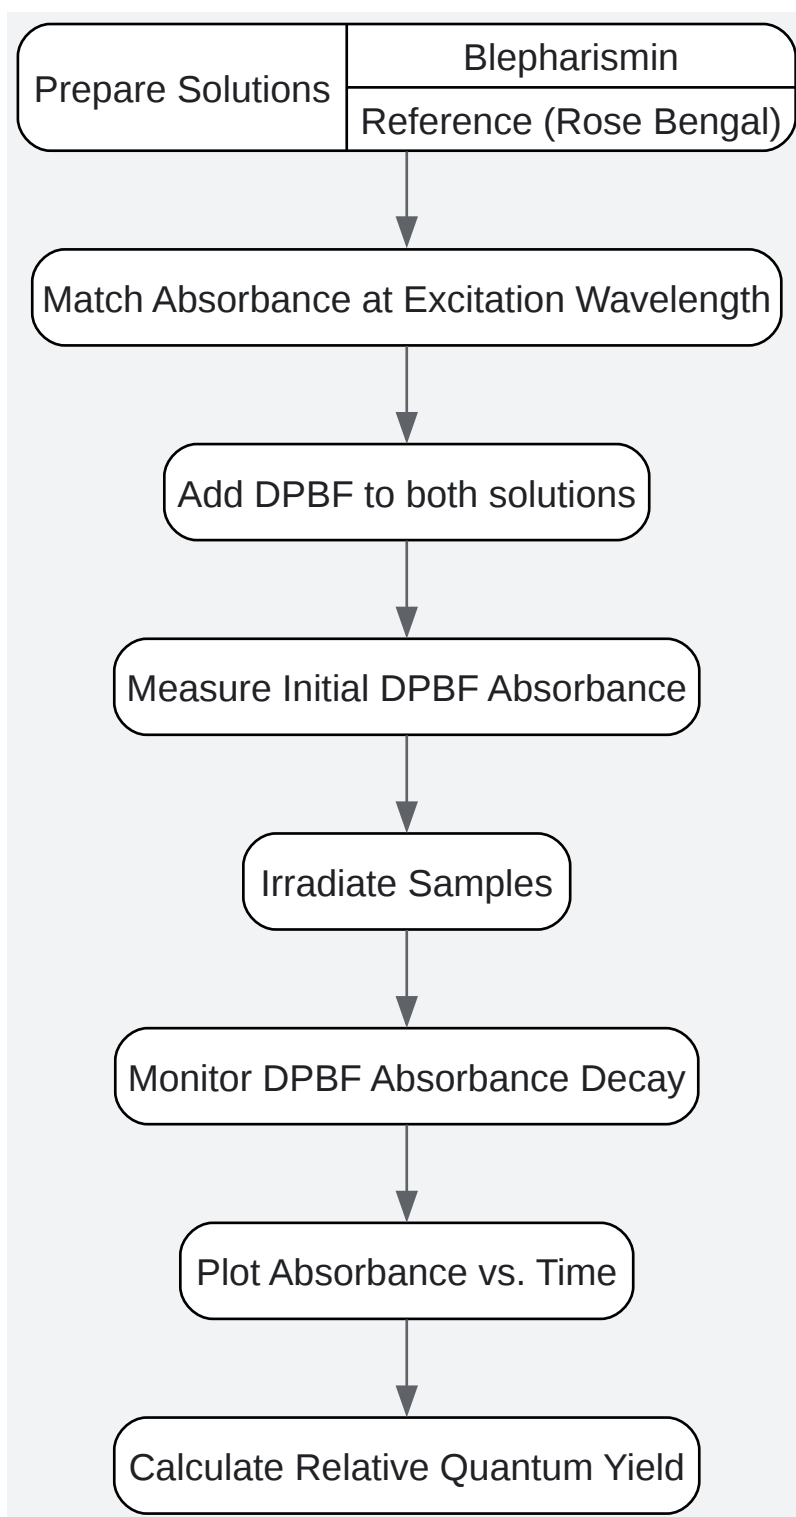 Prepare Solutions
Blepharismin
Reference (Rose Bengal)
Match Absorbance at Excitation Wavelength
Add DPBF to both solutions
Measure Initial DPBF Absorbance
Irradiate Samples
Monitor DPBF Absorbance Decay
Plot Absorbance vs. Time
Calculate Relative Quantum Yield